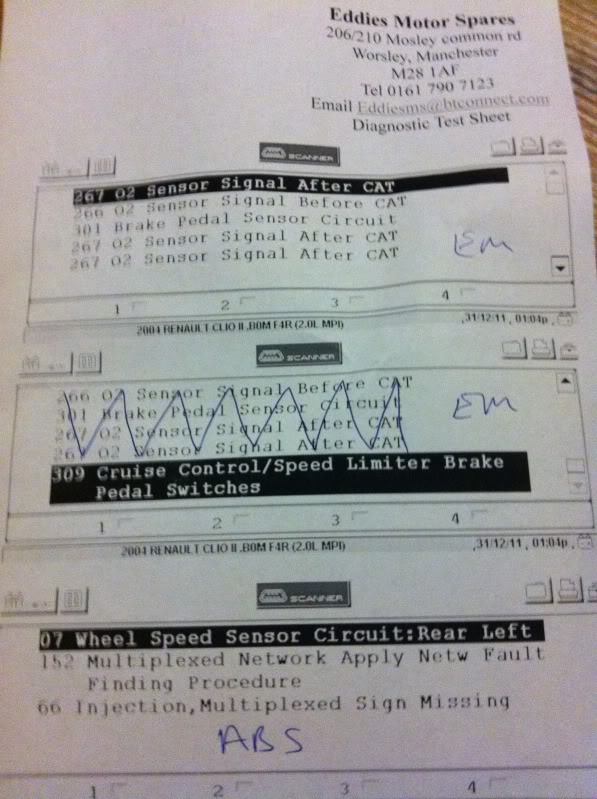 Eddies Motor Spares
206/210 Mosley common rd
Worsley, Manchester
M28 1AF
Tel 0161 790 7123
Email Eddiesms@btconnect.com
Diagnostic Test Sheet
SCANNER
267 O2 Sensor Signal After CAT
266 O2 Sensor Signal Before CAT
301 Brake Pedal Sensor Circuit
267 O2 Sensor Signal After CAT
267 O2 Sensor Signal After CAT
EM
1 2 3 4
2004 RENAULT CLIO II .B0M F4R (2.0L MPI) ,31/12/11 , 01:04p ,
SCANNER
266 O2 Sensor Signal Before CAT
301 Brake Pedal Sensor Circuit
267 O2 Sensor Signal After CAT
267 O2 Sensor Signal After CAT
EM
309 Cruise Control/Speed Limiter Brake
Pedal Switches
1 2 3 4
2004 RENAULT CLIO II .B0M F4R (2.0L MPI) ,31/12/11 , 01:04p ,
SCANNER
07 Wheel Speed Sensor Circuit:Rear Left
152 Multiplexed Network Apply Netw Fault
Finding Procedure
66 Injection,Multiplexed Sign Missing
ABS
1 2 3 4